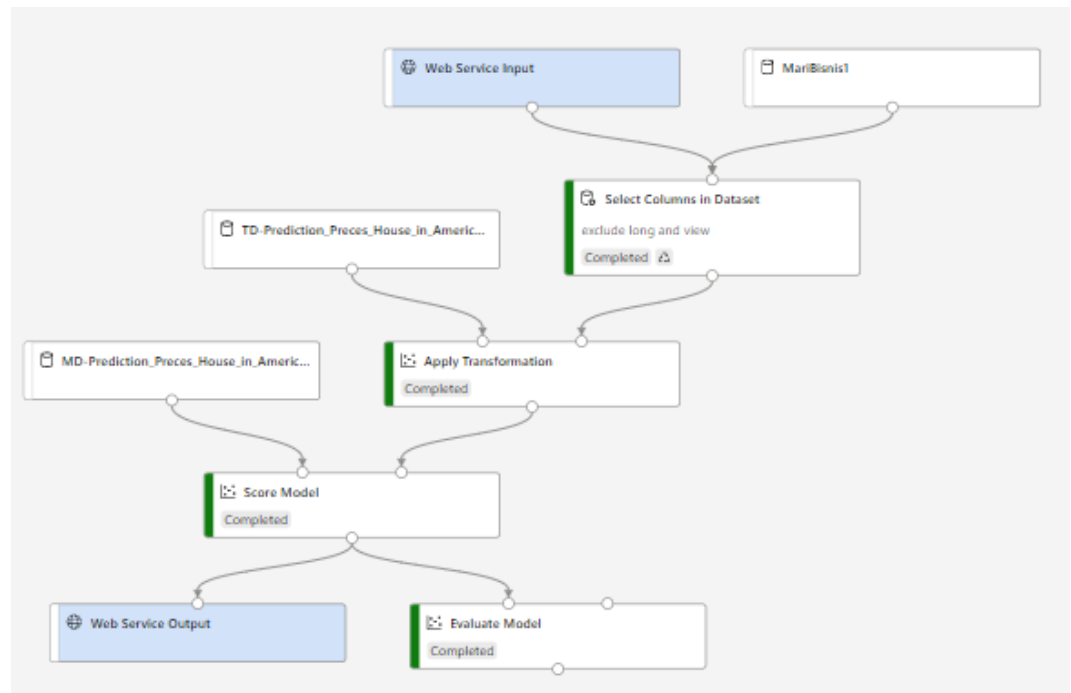 Web Service Input
MariBisnis1
Select Columns in Dataset
exclude long and view
Completed
TD-Prediction_Preces_House_in_Americ...
MD-Prediction_Preces_House_in_Americ...
Apply Transformation
Completed
Score Model
Completed
Web Service Output
Evaluate Model
Completed